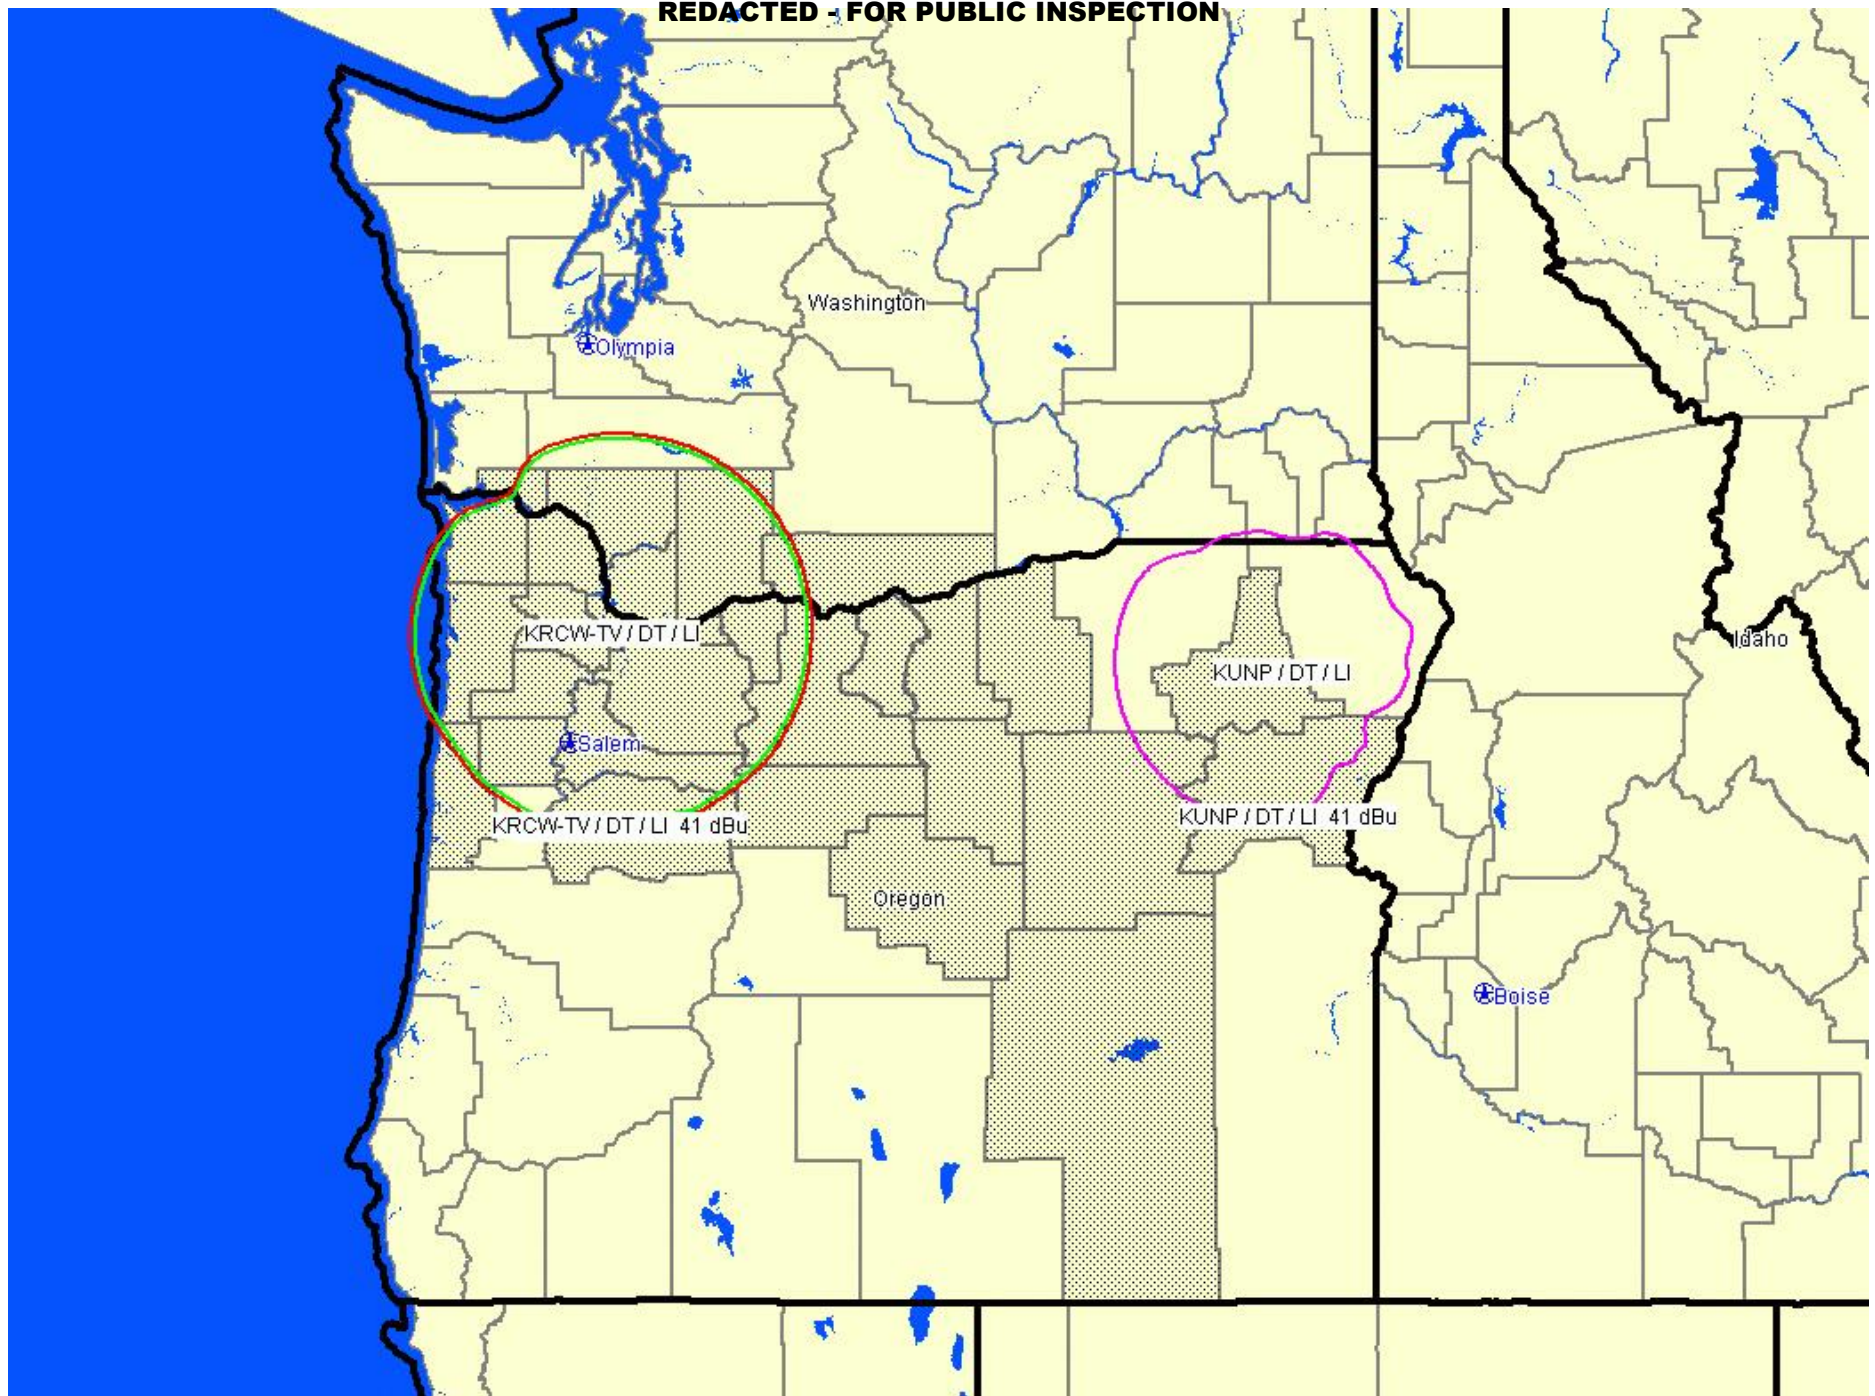 REDACTED - FOR PUBLIC INSPECTION
Washington
Olympia
KRCW-TV / DT / LI
Idaho
KUNP / DT / LI
Salem
KUNP / DT / LI 41 dBu
KRCW-TV / DT / LI 41 dBu
Oregon
Boise